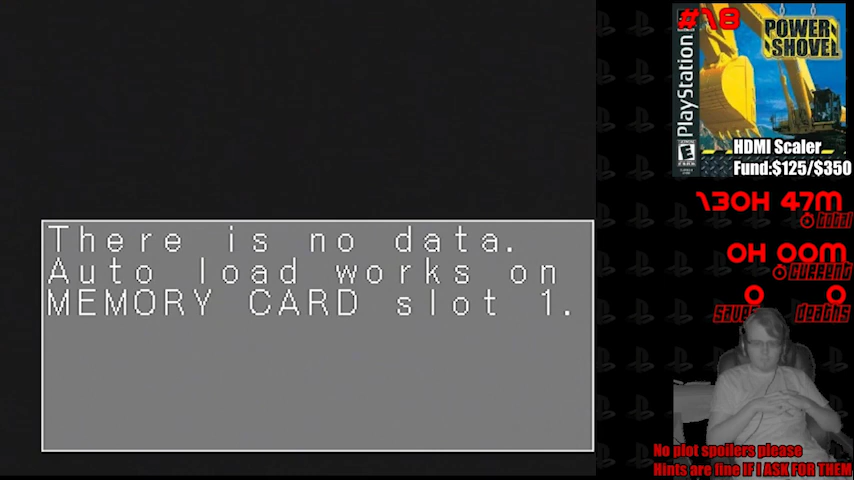 There is no data.
Auto load works on
MEMORY CARD slot 1.
#18
PlayStation
POWER
SHOVEL
E
HDMI Scaler
Fund:$125/$350
130H 47M
total
0H 00M
current
0 0
saves deaths
No plot spoilers please
Hints are fine IF I ASK FOR THEM